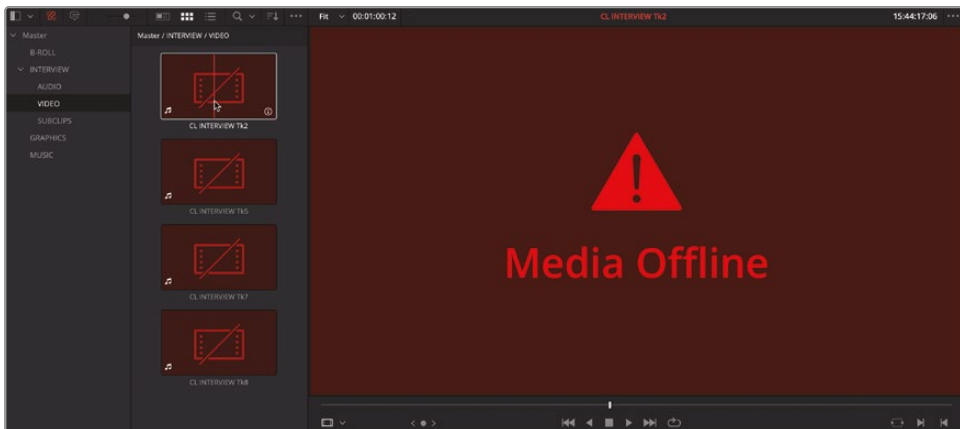 Fit 00:01:00:12 CL INTERVIEW Tk2 15:44:17:06
Master
Master / INTERVIEW / VIDEO
B-ROLL
INTERVIEW
AUDIO
VIDEO
SUBCLIPS
GRAPHICS
MUSIC
CL INTERVIEW Tk2
CL INTERVIEW Tk5
CL INTERVIEW Tk7
CL INTERVIEW Tk8
Media Offline